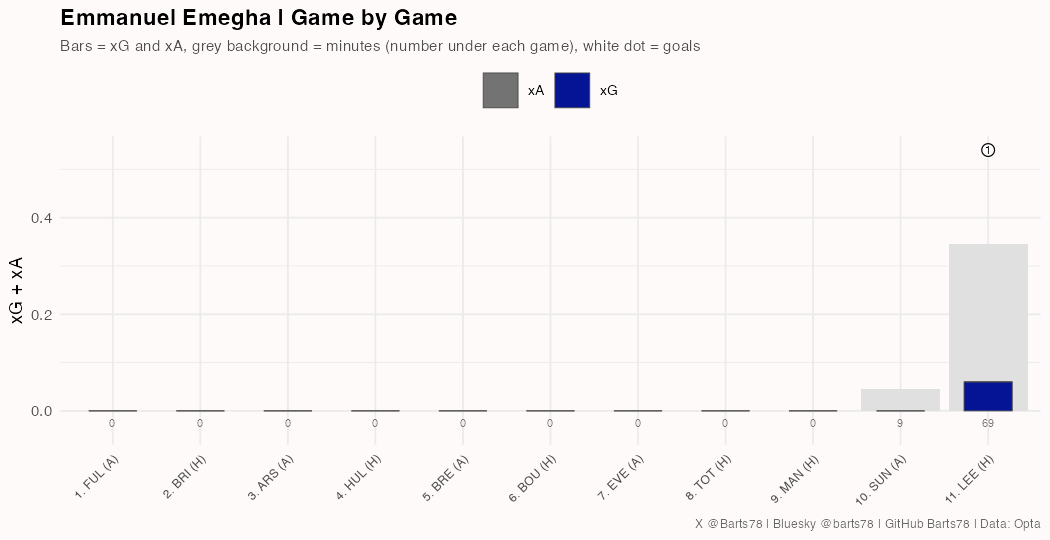 Emmanuel Emegha | Game by Game
Bars = xG and xA, grey background = minutes (number under each game), white dot = goals
xA xG
1
xG + xA
0.4
0.2
0.0
0 0 0 0 0 0 0 0 0 9 69
1. FUL (A) 2. BRI (H) 3. ARS (A) 4. HUL (H) 5. BRE (A) 6. BOU (H) 7. EVE (A) 8. TOT (H) 9. MAN (H) 10. SUN (A) 11. LEE (H)
X @Barts78 | Bluesky @barts78 | GitHub Barts78 | Data: Opta